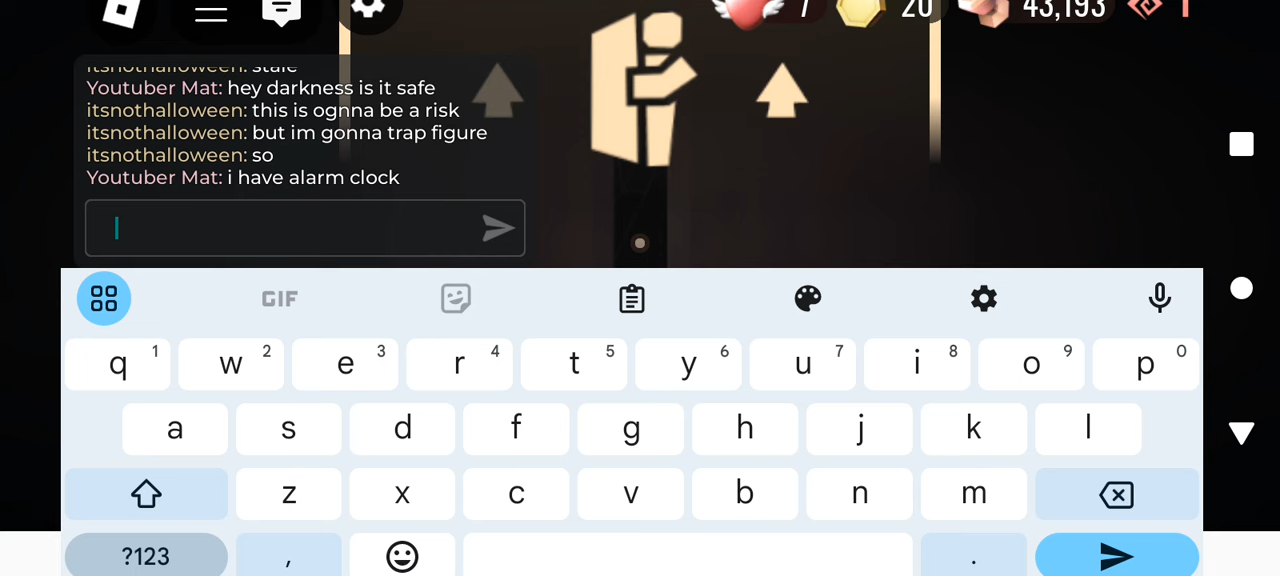 7
20
43,193
1
itsnothalloween: stale
Youtuber Mat: hey darkness is it safe
itsnothalloween: this is ognna be a risk
itsnothalloween: but im gonna trap figure
itsnothalloween: so
Youtuber Mat: i have alarm clock
GIF
q 1 w 2 e 3 r 4 t 5 y 6 u 7 i 8 o 9 p 0
a s d f g h j k l
z x c v b n m
?123 , .